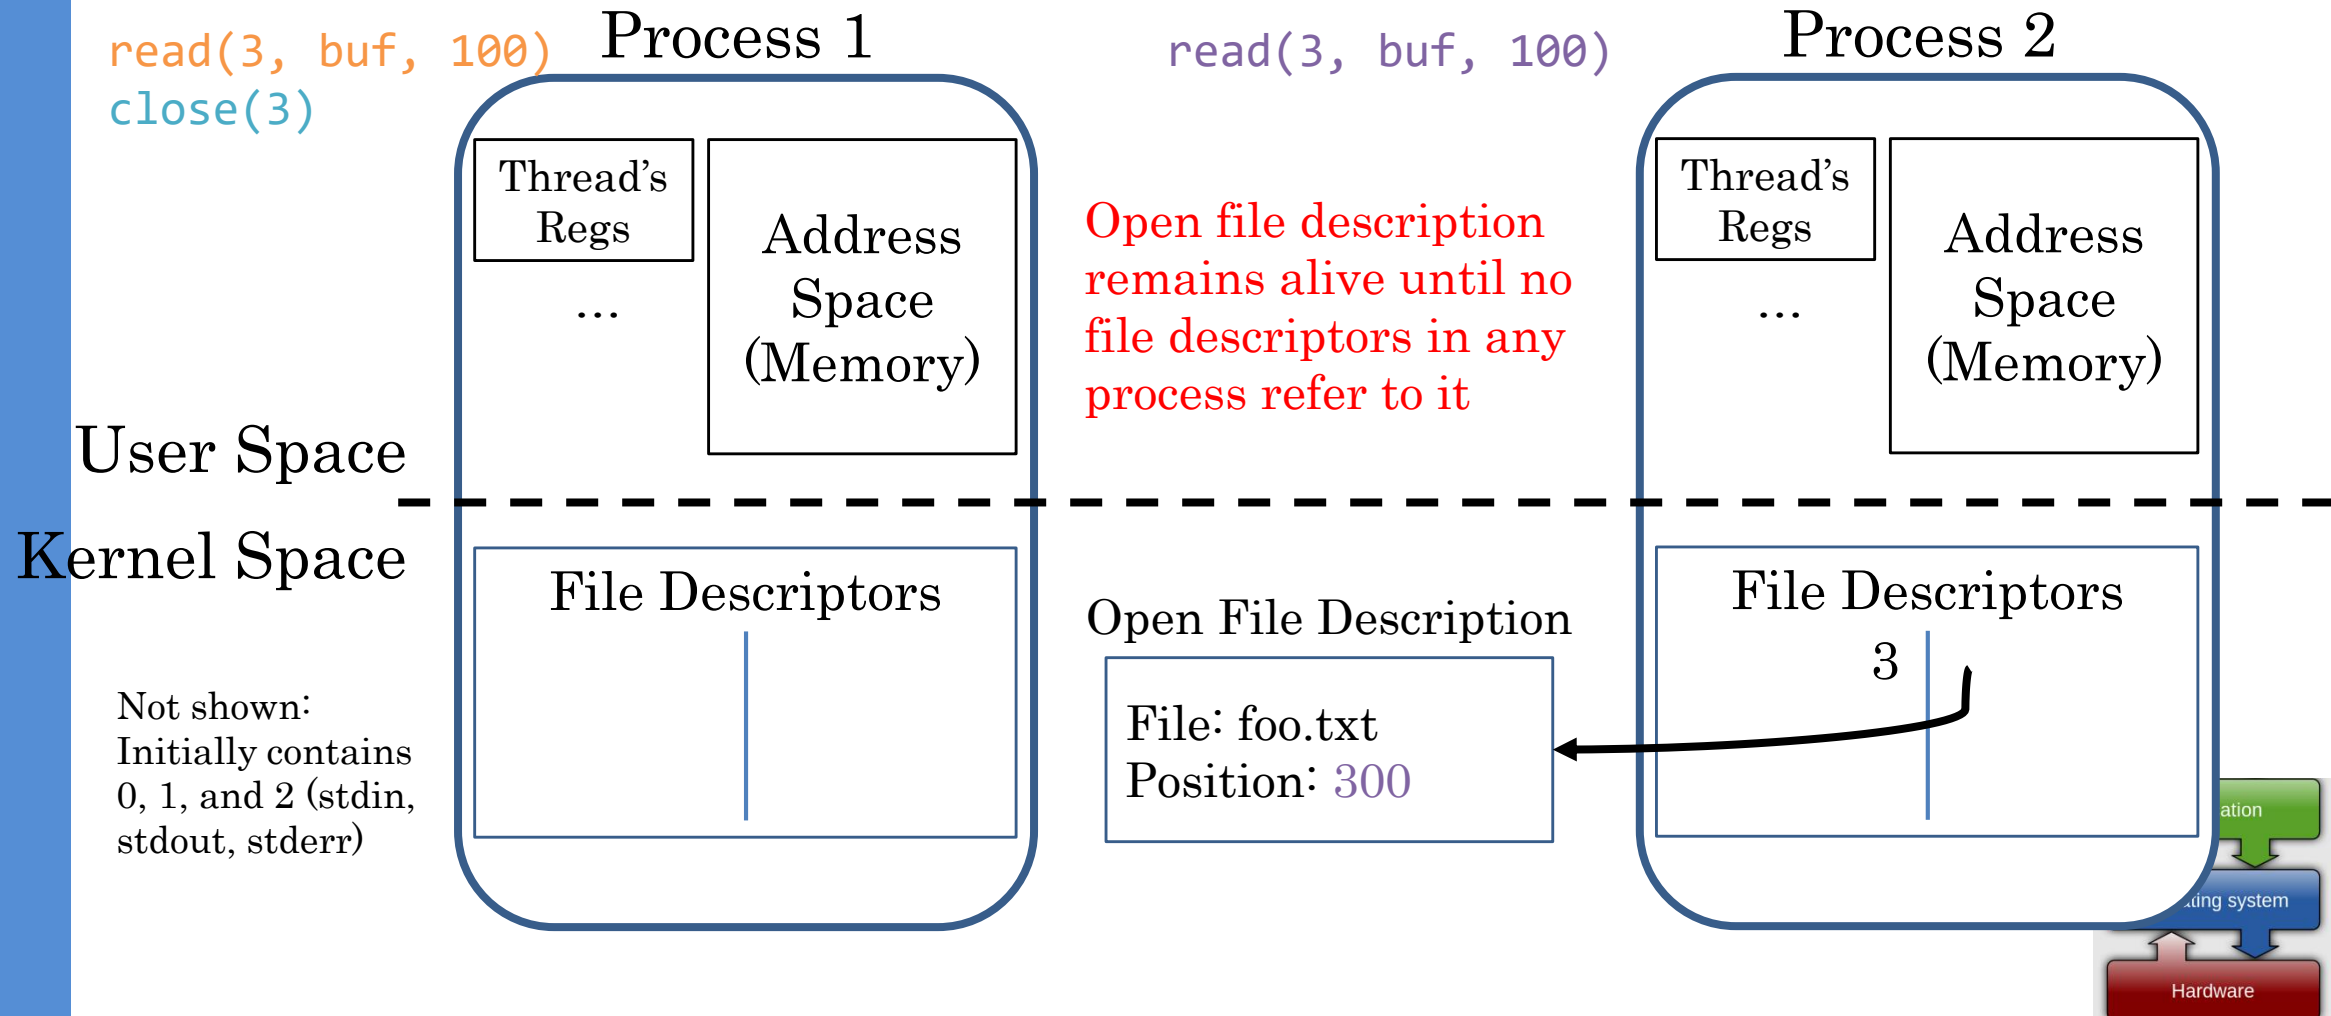 read(3, buf, 100)
close(3)
Process 1
Thread's
Regs
...
Address
Space
(Memory)
read(3, buf, 100)
Open file description
remains alive until no
file descriptors in any
process refer to it
Process 2
Thread's
Regs
...
Address
Space
(Memory)
User Space
Kernel Space
Not shown:
Initially contains
0, 1, and 2 (stdin,
stdout, stderr)
File Descriptors
Open File Description
File: foo.txt
Position: 300
File Descriptors
3
ation
ting system
Hardware